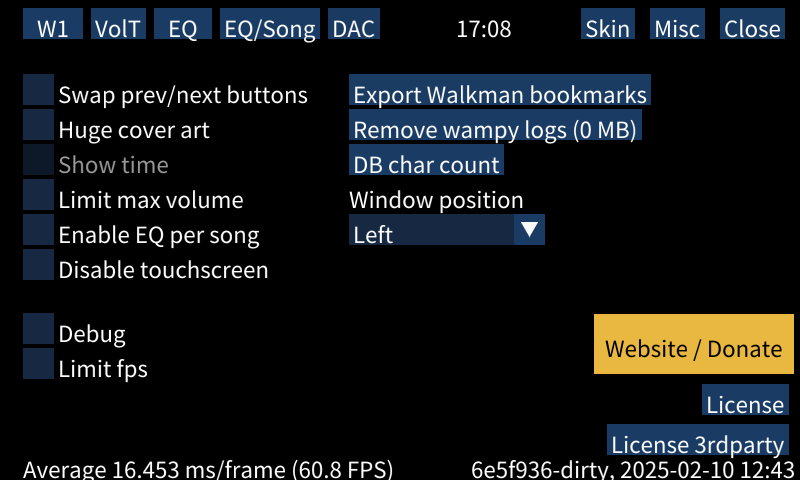 W1 VolT EQ EQ/Song DAC 17:08 Skin Misc Close
Swap prev/next buttons Export Walkman bookmarks
Huge cover art Remove wampy logs (0 MB)
Show time DB char count
Limit max volume Window position
Enable EQ per song Left
Disable touchscreen
Debug
Website / Donate
Limit fps
License
License 3rdparty
Average 16.453 ms/frame (60.8 FPS) 6e5f936-dirty, 2025-02-10 12:43